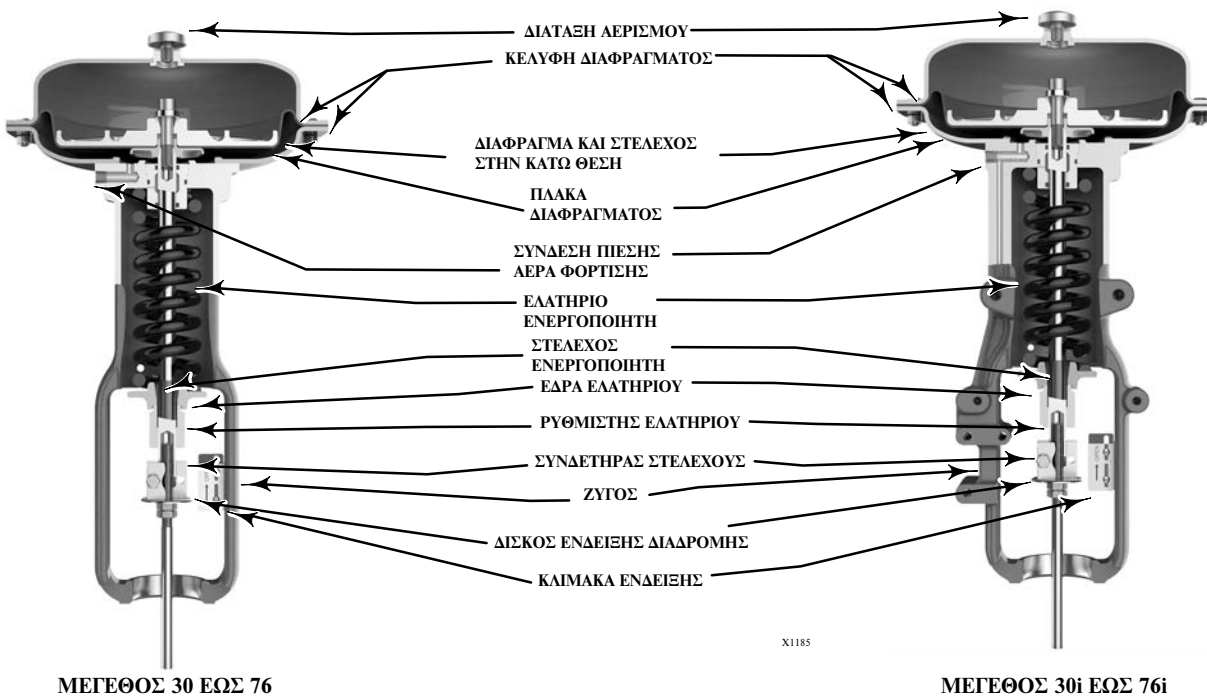 ΔΙΑΤΑΞΗ ΑΕΡΙΣΜΟΥ
ΚΕΛΥΦΗ ΔΙΑΦΡΑΓΜΑΤΟΣ
ΔΙΑΦΡΑΓΜΑ ΚΑΙ ΣΤΕΛΕΧΟΣ
ΣΤΗΝ ΚΑΤΩ ΘΕΣΗ
ΠΛΑΚΑ
ΔΙΑΦΡΑΓΜΑΤΟΣ
ΣΥΝΔΕΣΗ ΠΙΕΣΗΣ
ΑΕΡΑ ΦΟΡΤΙΣΗΣ
ΕΛΑΤΗΡΙΟ
ΕΝΕΡΓΟΠΟΙΗΤΗ
ΣΤΕΛΕΧΟΣ
ΕΝΕΡΓΟΠΟΙΗΤΗ
ΕΔΡΑ ΕΛΑΤΗΡΙΟΥ
ΡΥΘΜΙΣΤΗΣ ΕΛΑΤΗΡΙΟΥ
ΣΥΝΔΕΤΗΡΑΣ ΣΤΕΛΕΧΟΥΣ
ΖΥΓΟΣ
ΔΙΣΚΟΣ ΕΝΔΕΙΞΗΣ ΔΙΑΔΡΟΜΗΣ
ΚΛΙΜΑΚΑ ΕΝΔΕΙΞΗΣ
X1185
ΜΕΓΕΘΟΣ 30 ΕΩΣ 76
ΜΕΓΕΘΟΣ 30i ΕΩΣ 76i